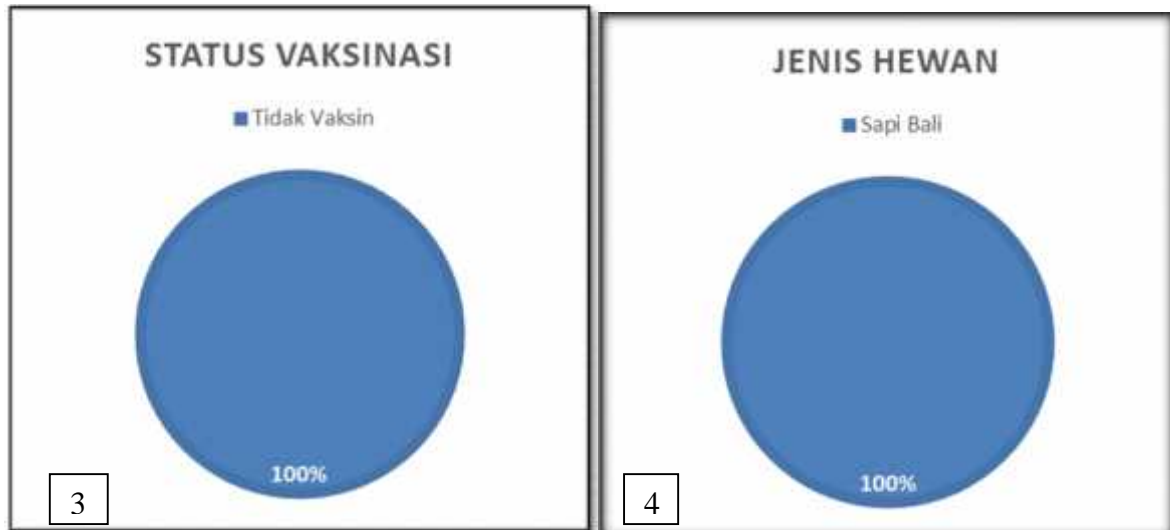 STATUS VAKSINASI
Tidak Vaksin
100%
3
JENIS HEWAN
Sapi Bali
100%
4